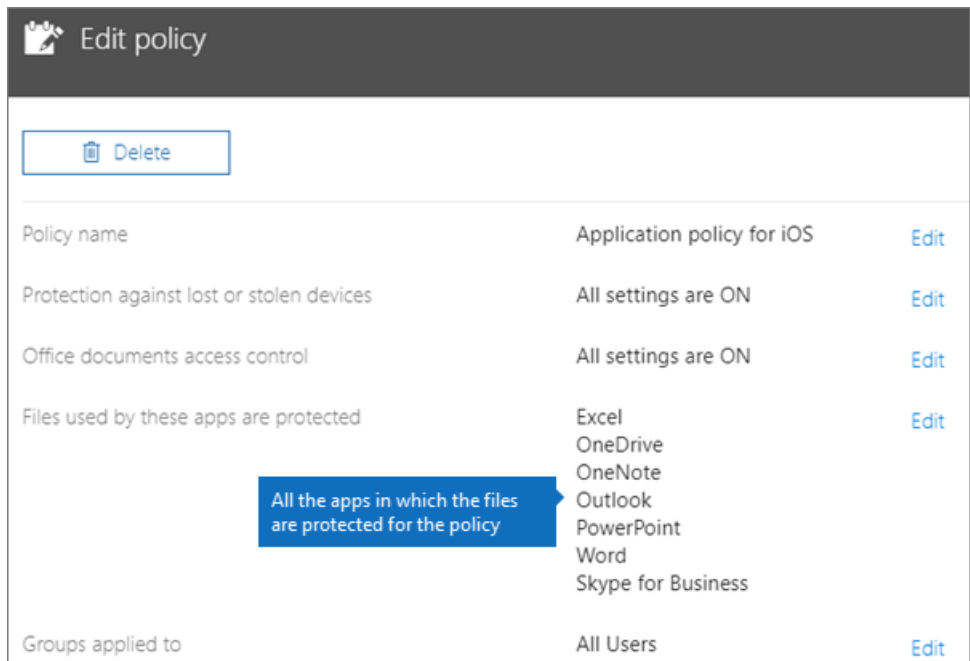 Edit policy
Delete
Policy name Application policy for iOS Edit
Protection against lost or stolen devices All settings are ON Edit
Office documents access control All settings are ON Edit
Files used by these apps are protected Excel Edit
OneDrive
OneNote
All the apps in which the files Outlook
are protected for the policy PowerPoint
Word
Skype for Business
Groups applied to All Users Edit